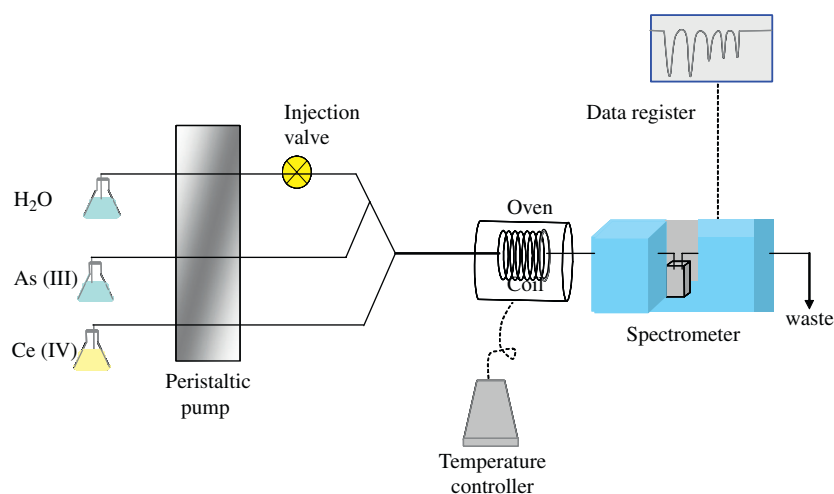 Injection
valve
Data register
H₂O
Oven
As (III)
Coil
waste
Spectrometer
Ce (IV)
Peristaltic
pump
Temperature
controller